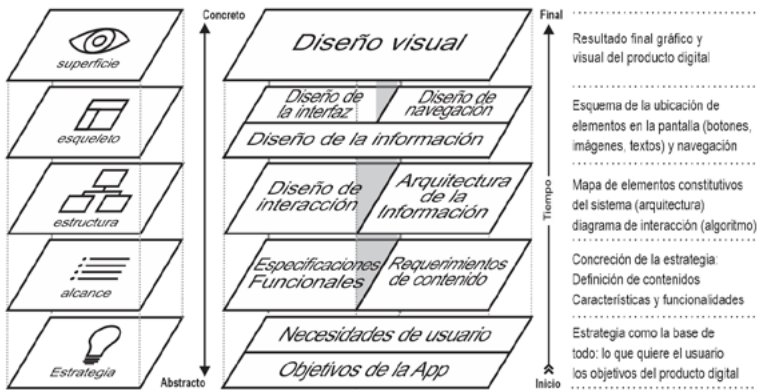 Concreto
Final
superficie
Diseño visual
Resultado final gráfico y
visual del producto digital
esqueleto
Diseño de
la interfaz
Diseño de
navegación
Diseño de la información
Esquema de la ubicación de
elementos en la pantalla (botones,
imágenes, textos) y navegación
estructura
Diseño de
interacción
Arquitectura
de la
Información
Tiempo
Mapa de elementos constitutivos
del sistema (arquitectura)
diagrama de interacción (algoritmo)
alcance
Especificaciones
Funcionales
Requerimientos
de contenido
Concreción de la estrategia:
Definición de contenidos
Características y funcionalidades
Estrategia
Necesidades de usuario
Objetivos de la App
Estrategia como la base de
todo: lo que quiere el usuario
los objetivos del producto digital
Abstracto
Inicio